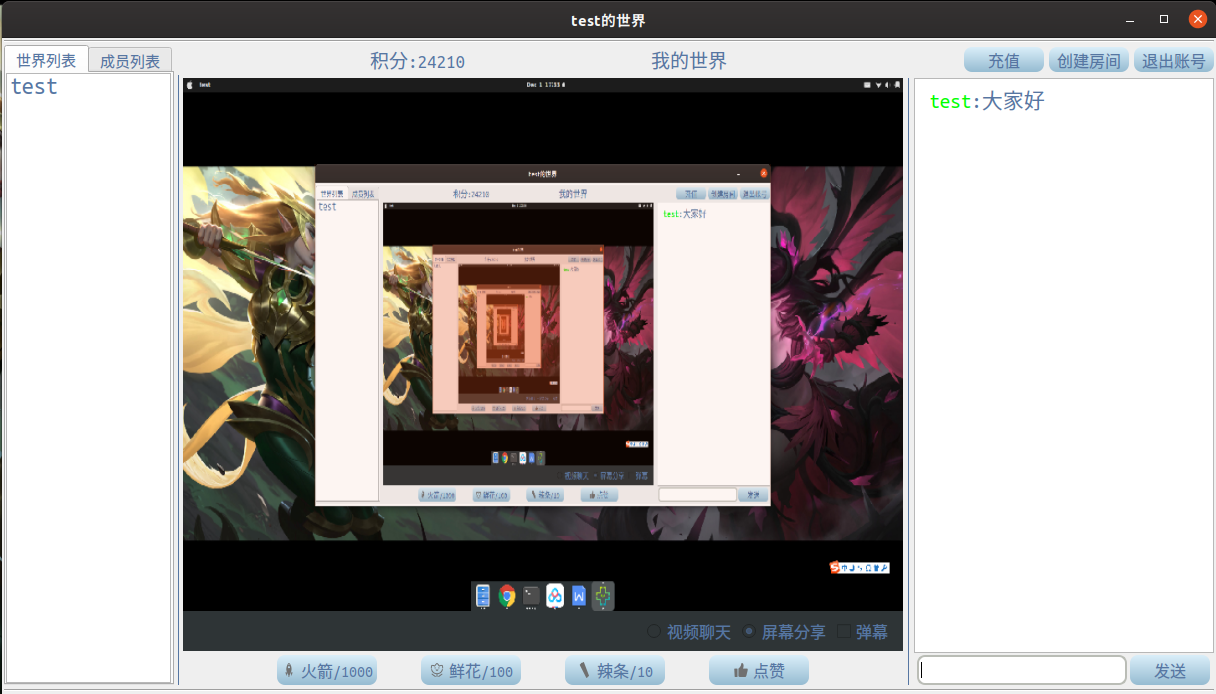 test的世界
世界列表 成员列表 积分:24210 我的世界 充值 创建房间 退出账号
test
test:大家好
test Dec 1 17:33
test的世界
世界列表 成员列表 积分:24210 我的世界 充值 创建房间 退出账号
test
test:大家好
视频聊天 屏幕分享 弹幕
火箭/1000 鲜花/100 辣条/10 点赞 发送
视频聊天 屏幕分享 弹幕
火箭/1000 鲜花/100 辣条/10 点赞 发送